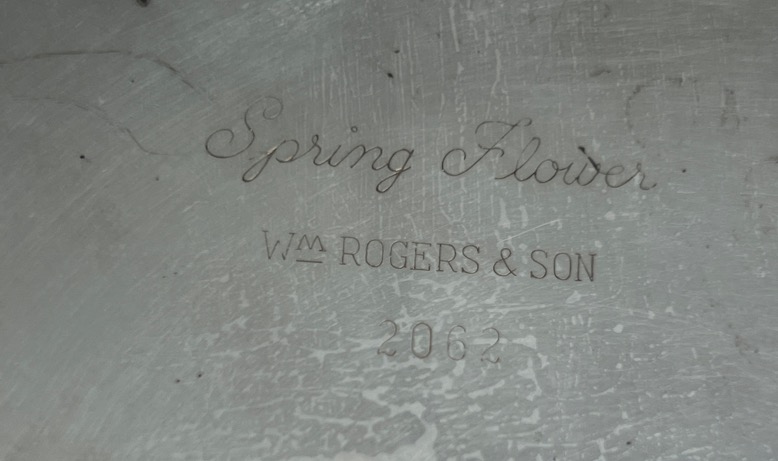 Spring Flower
Wm ROGERS & SON
2062